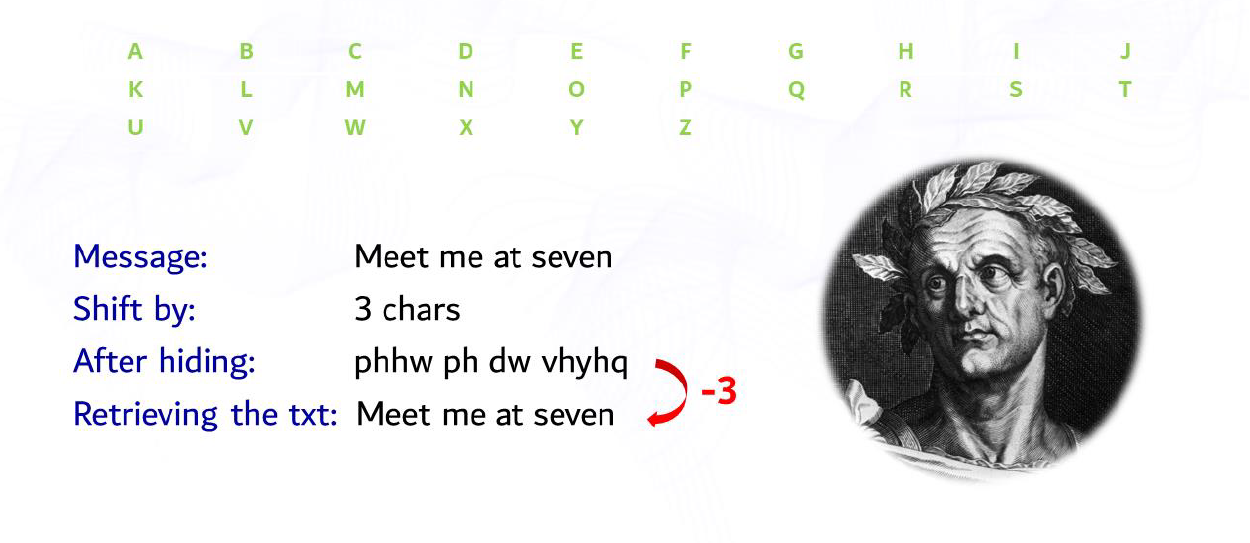 A B C D E F G H I J
K L M N O P Q R S T
U V W X Y Z
Message: Meet me at seven
Shift by: 3 chars
After hiding: phhw ph dw vhyhq
-3
Retrieving the txt: Meet me at seven